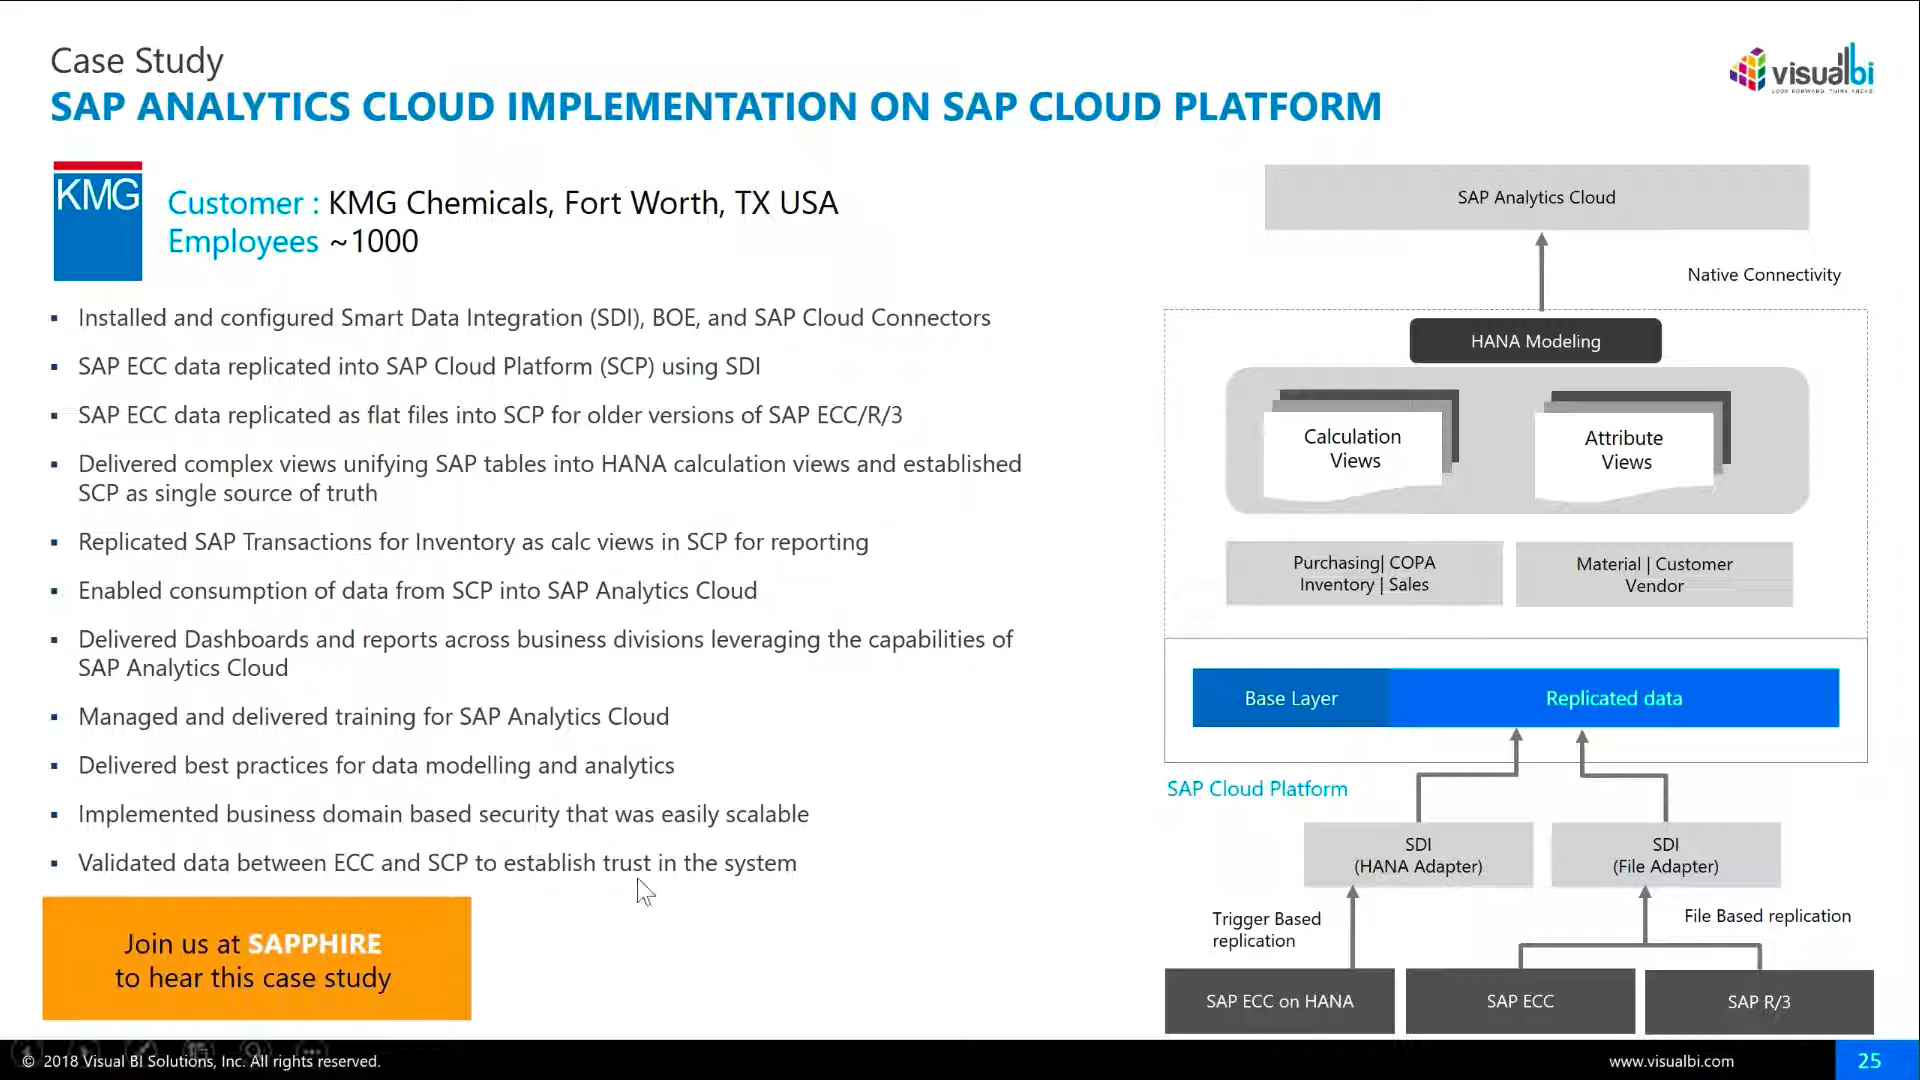 Case Study
SAP ANALYTICS CLOUD IMPLEMENTATION ON SAP CLOUD PLATFORM
visualbi
LOOK FORWARD. THINK AHEAD
KMG
Customer : KMG Chemicals, Fort Worth, TX USA
Employees ~1000
▪ Installed and configured Smart Data Integration (SDI), BOE, and SAP Cloud Connectors
▪ SAP ECC data replicated into SAP Cloud Platform (SCP) using SDI
▪ SAP ECC data replicated as flat files into SCP for older versions of SAP ECC/R/3
▪ Delivered complex views unifying SAP tables into HANA calculation views and established
SCP as single source of truth
▪ Replicated SAP Transactions for Inventory as calc views in SCP for reporting
▪ Enabled consumption of data from SCP into SAP Analytics Cloud
▪ Delivered Dashboards and reports across business divisions leveraging the capabilities of
SAP Analytics Cloud
▪ Managed and delivered training for SAP Analytics Cloud
▪ Delivered best practices for data modelling and analytics
▪ Implemented business domain based security that was easily scalable
▪ Validated data between ECC and SCP to establish trust in the system
Join us at SAPPHIRE
to hear this case study
SAP Analytics Cloud
Native Connectivity
HANA Modeling
Calculation
Views
Attribute
Views
Purchasing| COPA
Inventory | Sales
Material | Customer
Vendor
Base Layer
Replicated data
SAP Cloud Platform
SDI
(HANA Adapter)
SDI
(File Adapter)
Trigger Based
replication
File Based replication
SAP ECC on HANA
SAP ECC
SAP R/3
© 2018 Visual BI Solutions, Inc. All rights reserved.
www.visualbi.com
25